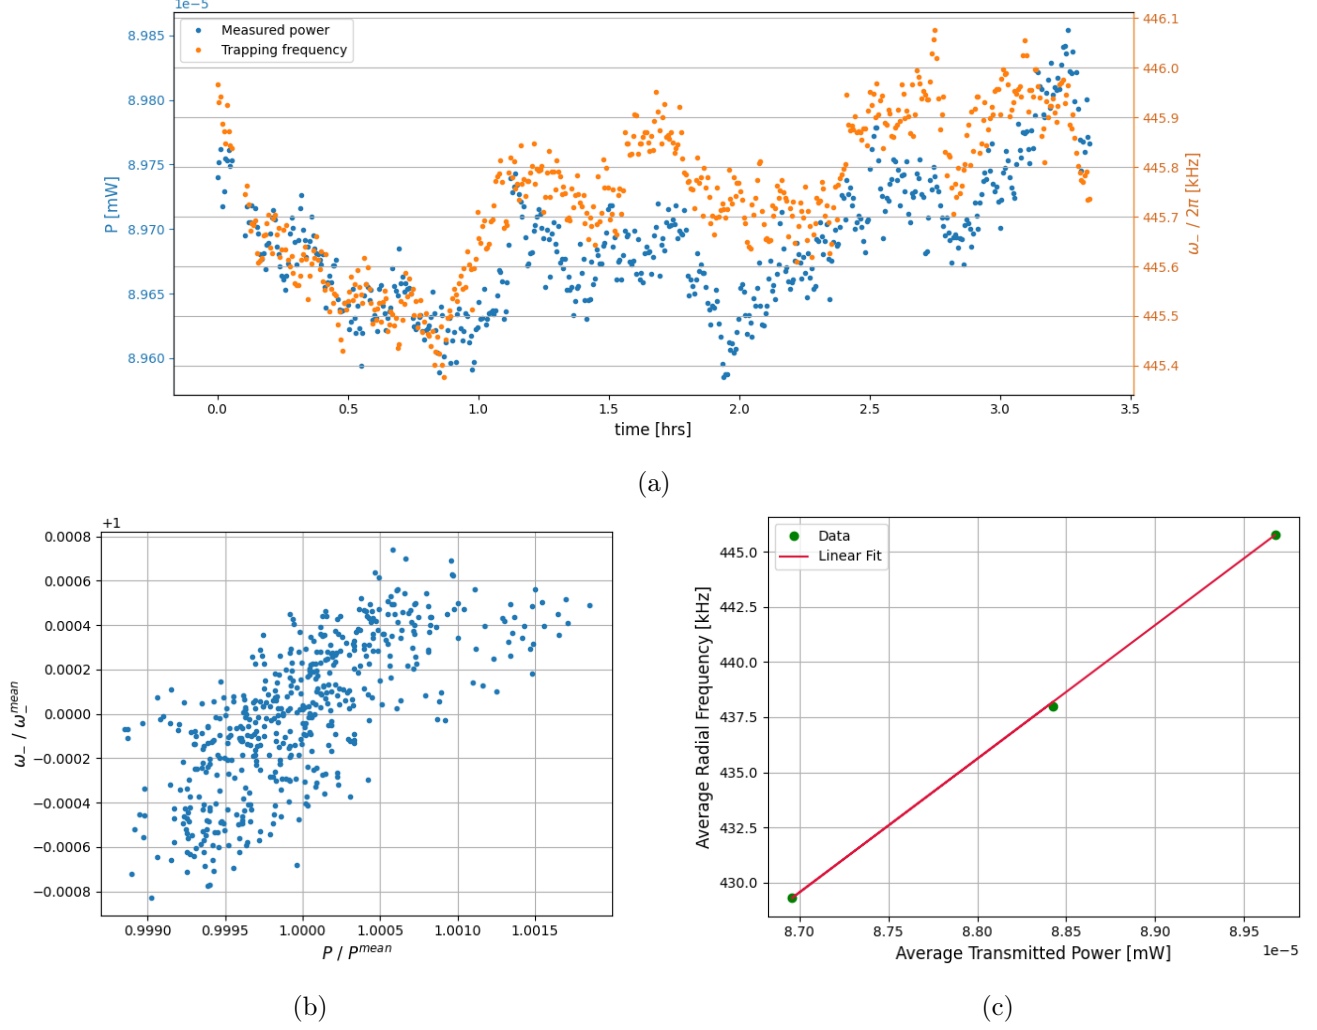 1e−5
Measured power
Trapping frequency
8.985
8.980
8.975
8.970
8.965
8.960
P [mW]
446.1
446.0
445.9
445.8
445.7
445.6
445.5
445.4
ω− / 2π [kHz]
0.0 0.5 1.0 1.5 2.0 2.5 3.0 3.5
time [hrs]
(a)
+1
0.0008
0.0006
0.0004
0.0002
0.0000
−0.0002
−0.0004
−0.0006
−0.0008
ω− / ω−^mean
0.9990 0.9995 1.0000 1.0005 1.0010 1.0015
P / P^mean
(b)
Data
Linear Fit
445.0
442.5
440.0
437.5
435.0
432.5
430.0
Average Radial Frequency [kHz]
8.70 8.75 8.80 8.85 8.90 8.95
1e−5
Average Transmitted Power [mW]
(c)